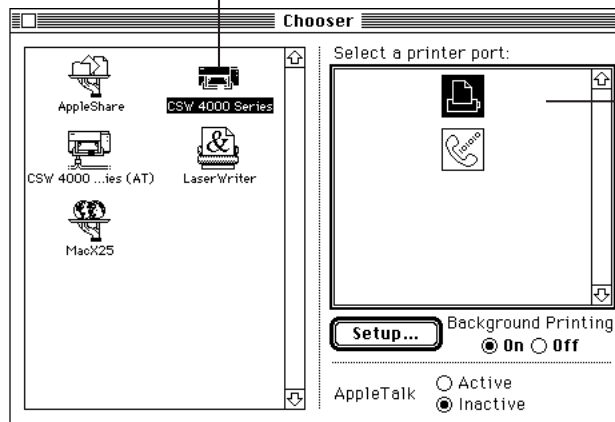 Chooser
AppleShare
CSW 4000 Series
CSW 4000 ...ies (AT)
LaserWriter
&
MacX25
Select a printer port:
Setup...
Background Printing
On Off
AppleTalk
Active
Inactive